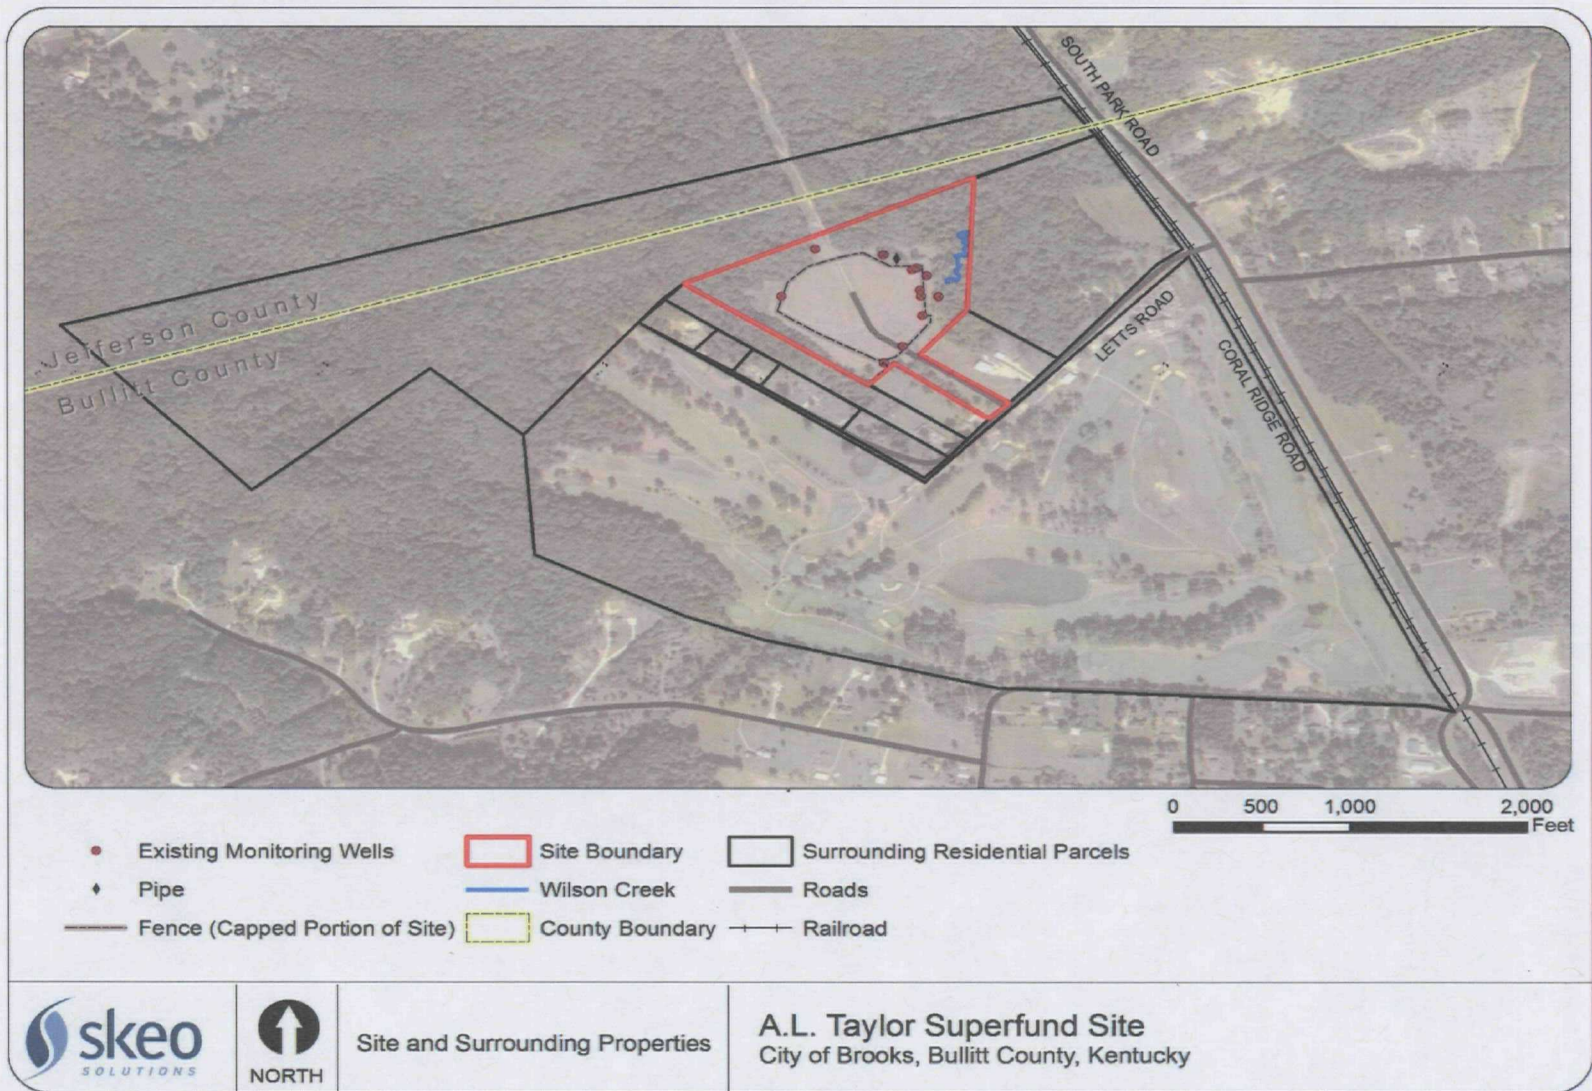 SOUTH PARK ROAD
Jefferson County
Bullitt County
LETTS ROAD
CORAL RIDGE ROAD
0 500 1,000 2,000
Feet
Existing Monitoring Wells
Site Boundary
Surrounding Residential Parcels
Pipe
Wilson Creek
Roads
Fence (Capped Portion of Site)
County Boundary
Railroad
skeo
SOLUTIONS
NORTH
Site and Surrounding Properties
A.L. Taylor Superfund Site
City of Brooks, Bullitt County, Kentucky